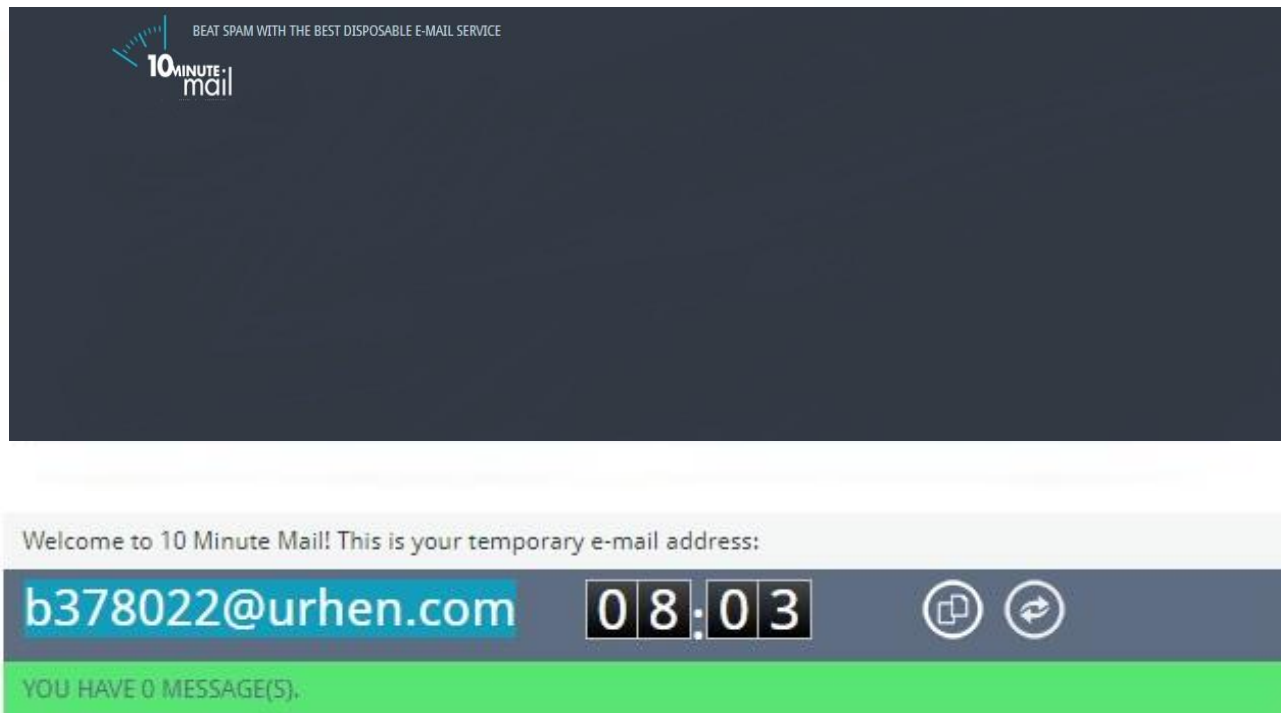 BEAT SPAM WITH THE BEST DISPOSABLE E-MAIL SERVICE
10 MINUTE
mail
Welcome to 10 Minute Mail! This is your temporary e-mail address:
b378022@urhen.com 08:03
YOU HAVE 0 MESSAGE(S).